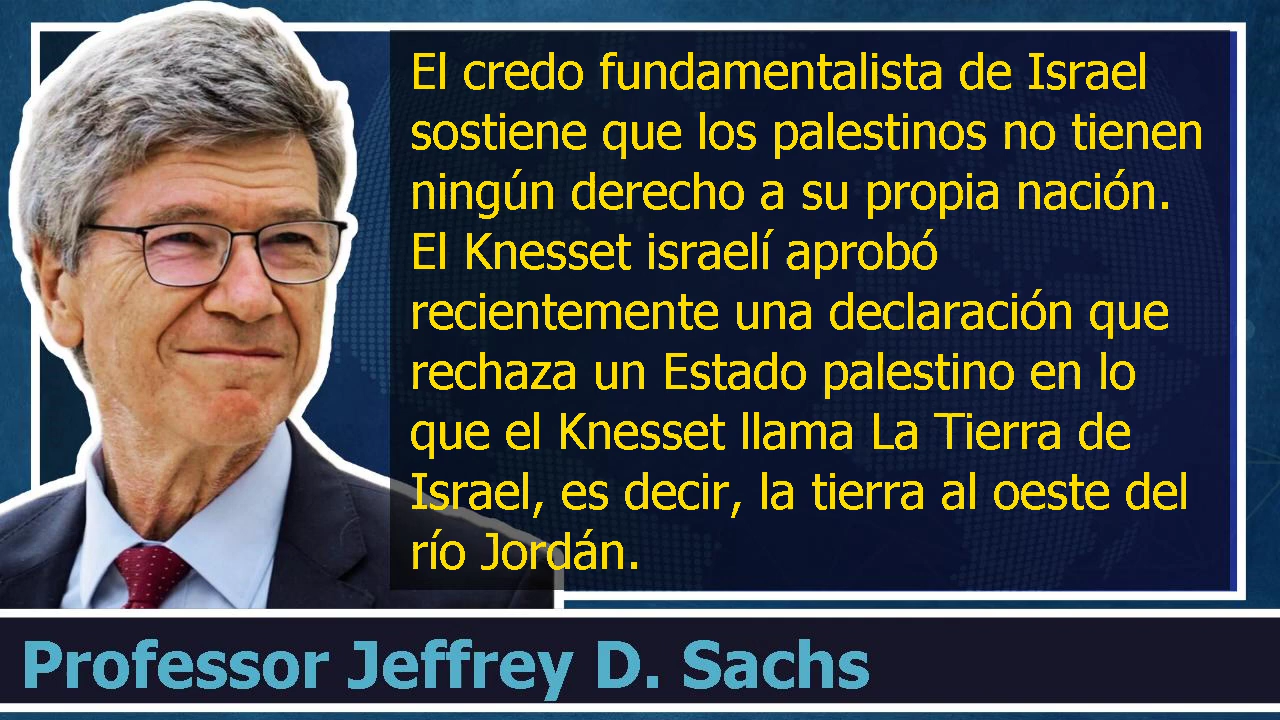 El credo fundamentalista de Israel
sostiene que los palestinos no tienen
ningún derecho a su propia nación.
El Knesset israelí aprobó
recientemente una declaración que
rechaza un Estado palestino en lo
que el Knesset llama La Tierra de
Israel, es decir, la tierra al oeste del
río Jordán.
Professor Jeffrey D. Sachs